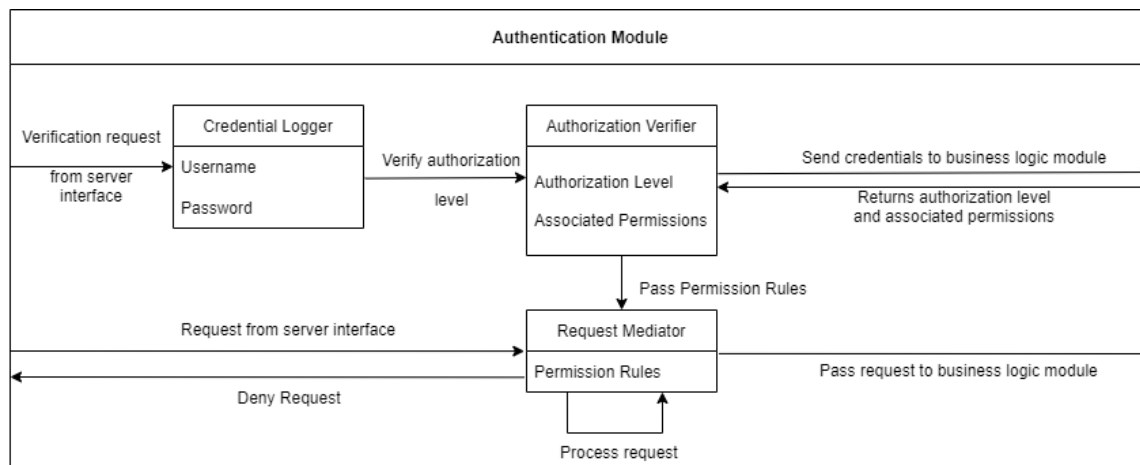 Authentication Module
Credential Logger
Authorization Verifier
Verification request
from server
interface
Username
Password
Verify authorization
level
Authorization Level
Associated Permissions
Send credentials to business logic module
Returns authorization level
and associated permissions
Pass Permission Rules
Request from server interface
Request Mediator
Permission Rules
Deny Request
Pass request to business logic module
Process request